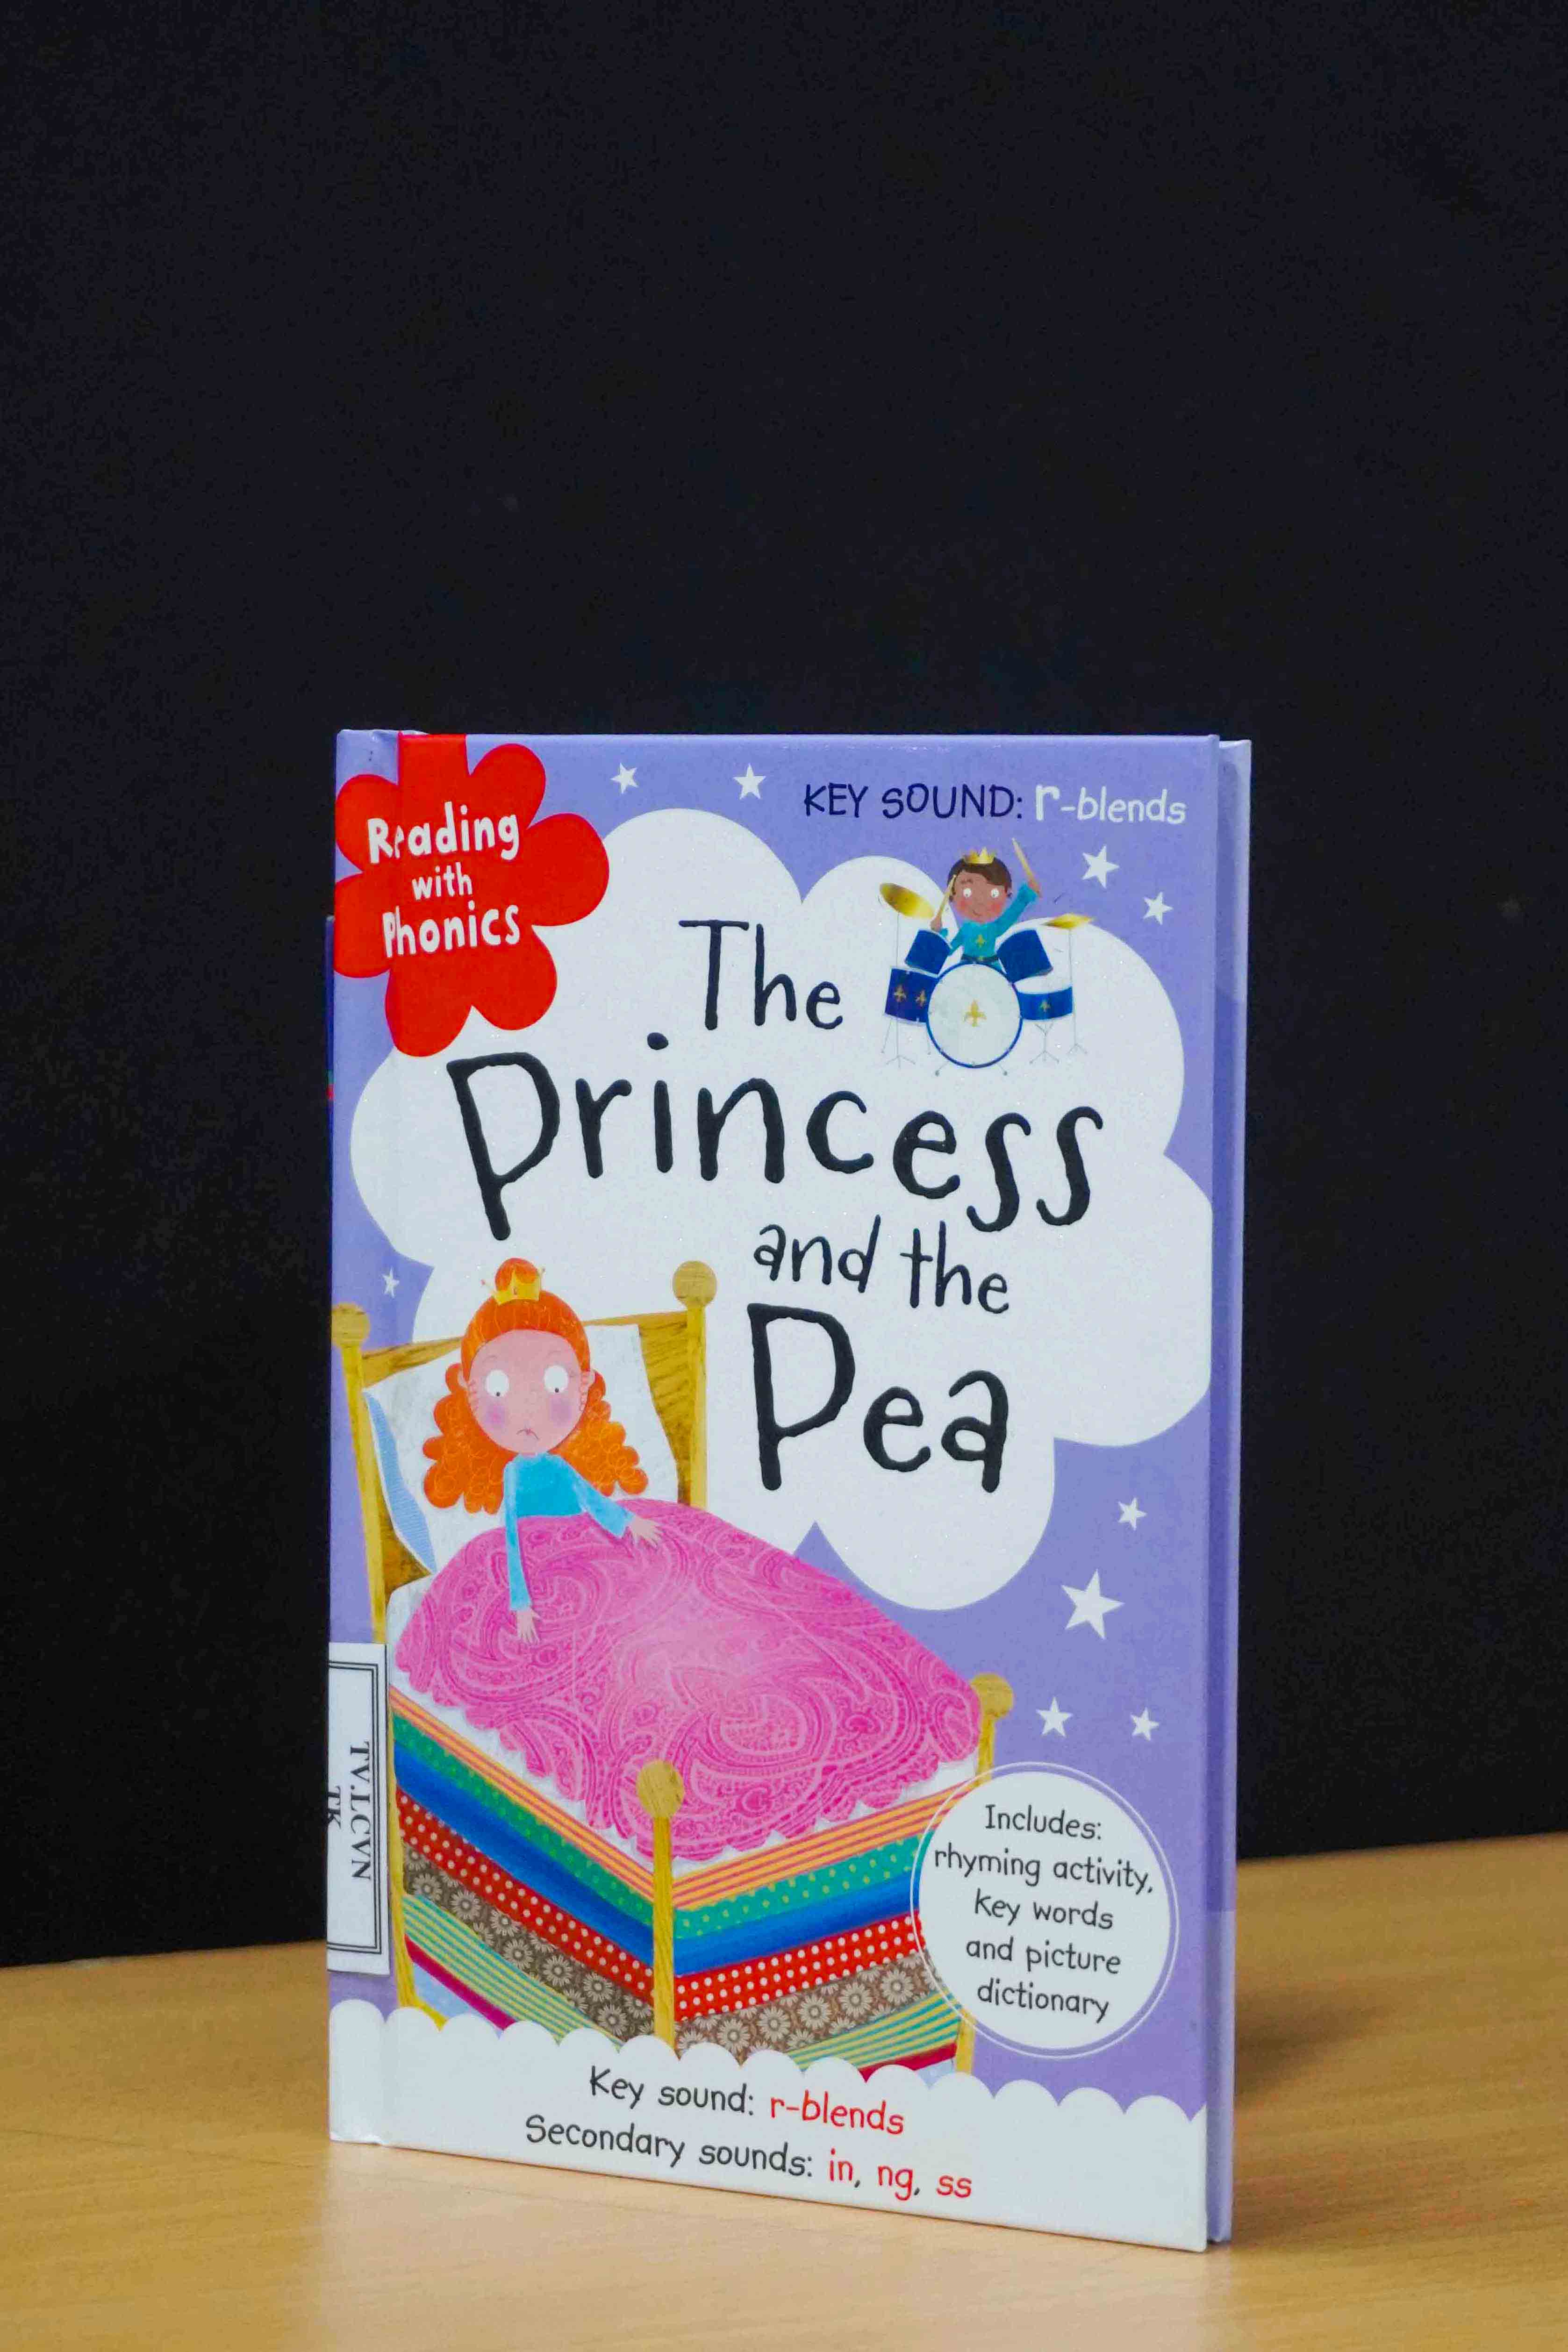 Reading
with
Phonics
KEY SOUND: r-blends
The
Princess
and the
Pea
Includes:
rhyming activity,
key words
and picture
dictionary
Key sound: r-blends
Secondary sounds: in, ng, ss
TV.LCVN
TK